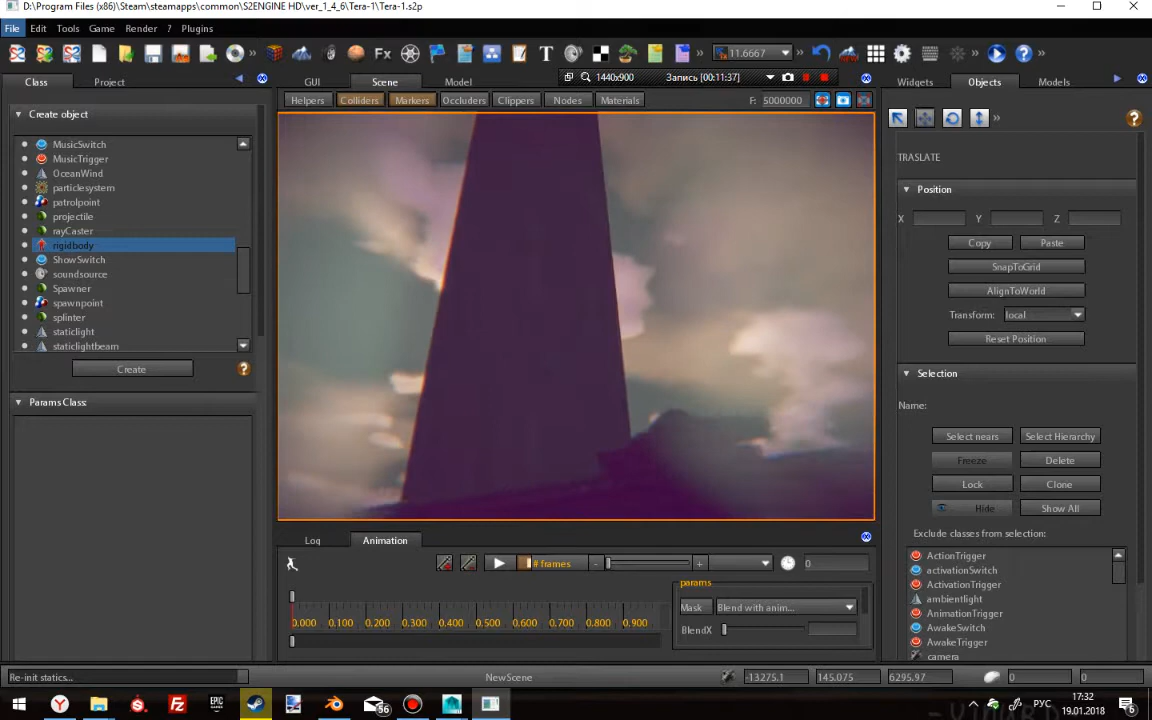 D:\Program Files (x86)\Steam\steamapps\common\S2ENGINE HD\ver_1_4_6\Tera-1\Tera-1.s2p
File Edit Tools Game Render ? Plugins
Fx T 11.6667
Class Project
GUI Scene Model
1440x900 Запись [00:11:37]
Widgets Objects Models
Helpers Colliders Markers Occluders Clippers Nodes Materials F: 5000000
Create object
MusicSwitch
MusicTrigger
OceanWind
particlesystem
patrolpoint
projectile
rayCaster
rigidbody
ShowSwitch
soundsource
Spawner
spawnpoint
splinter
staticlight
staticlightbeam
Create
Params Class:
TRASLATE
Position
X Y Z
Copy Paste
SnapToGrid
AlignToWorld
Transform: local
Reset Position
Selection
Name:
Select nears Select Hierarchy
Freeze Delete
Lock Clone
Hide Show All
Exclude classes from selection:
ActionTrigger
activationSwitch
ActivationTrigger
ambientlight
AnimationTrigger
AwakeSwitch
AwakeTrigger
camera
Log Animation
# frames - + 0
params
Mask Blend with anim...
BlendX
0.000 0.100 0.200 0.300 0.400 0.500 0.600 0.700 0.800 0.900
Re-init statics... NewScene -13275.1 145.075 6295.97 0 0
EPIC 56 РУС 17:32
19.01.2018 6